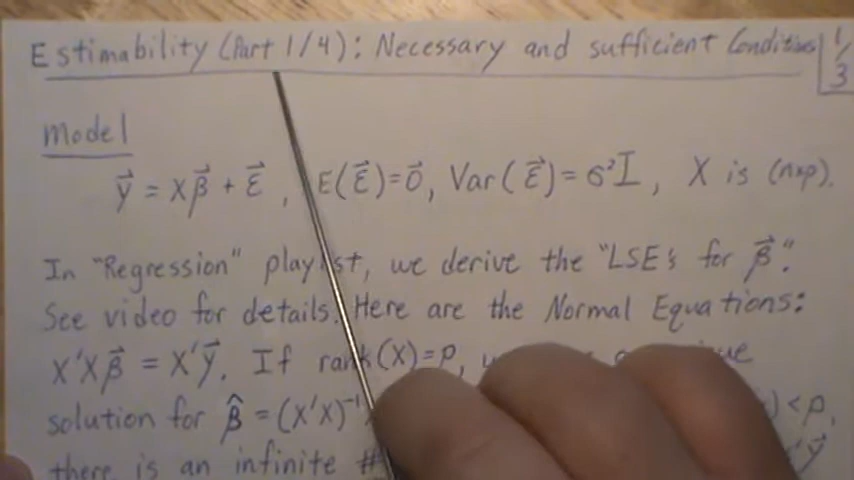 Estimability (Part 1/4): Necessary and sufficient Conditions 1/3
Model
y⃗ = Xβ⃗ + ε⃗ , E(ε⃗)=0⃗, Var(ε⃗)= σ²I , X is (nxp).
In "Regression" playlist, we derive the "LSE's for β⃗."
See video for details. Here are the Normal Equations:
X'Xβ⃗ = X'y⃗. If rank(X)=p,
solution for β̂ = (X'X)⁻¹ ) < p,
there is an infinite # 'y⃗